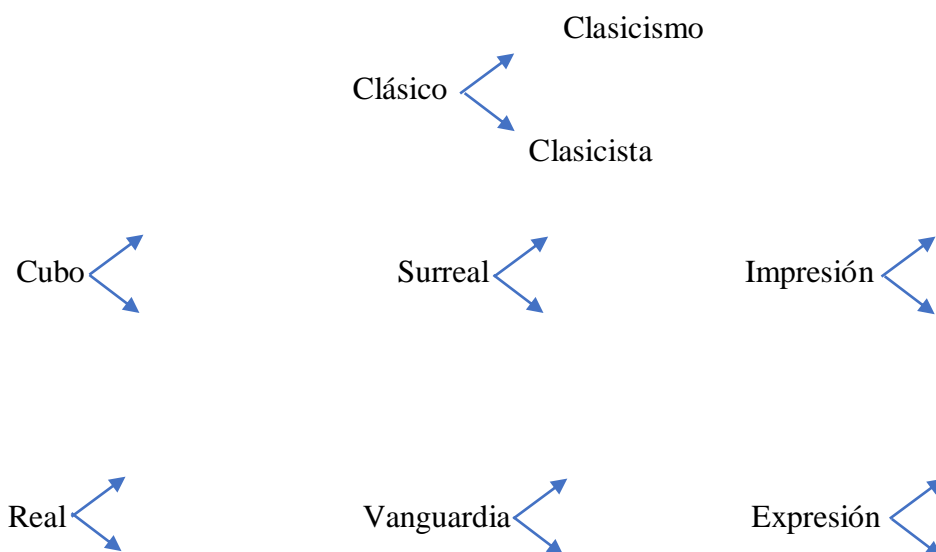 Clasicismo
Clásico
Clasicista
Cubo Surreal Impresión
Real Vanguardia Expresión